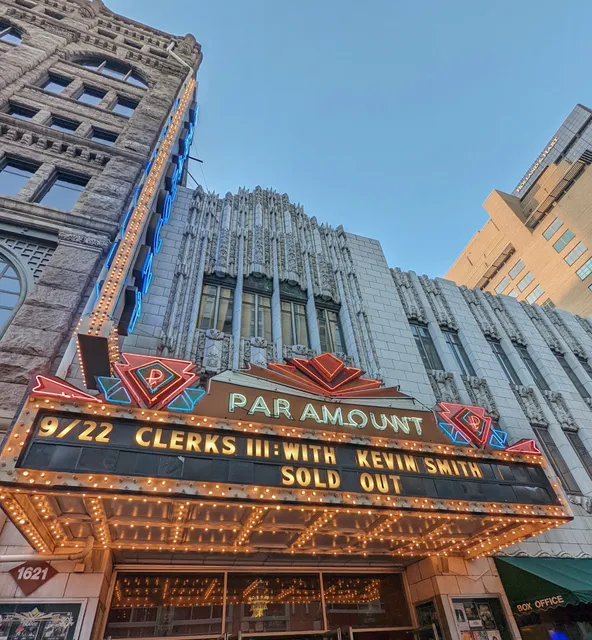 PARAMOUNT
9/22 CLERKS III: WITH KEVIN SMITH
SOLD OUT
P
P
1621
BOX OFFICE